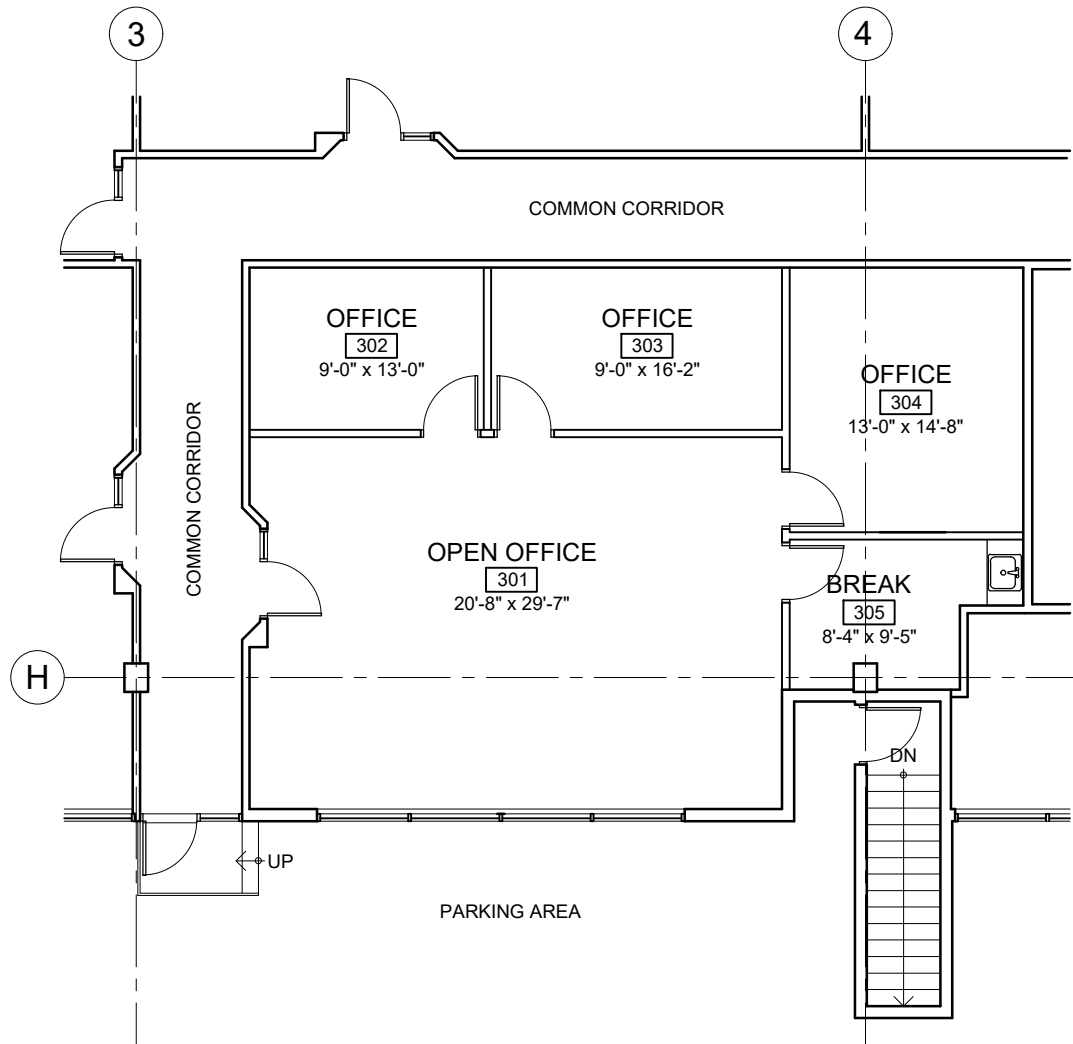 3
4
COMMON CORRIDOR
OFFICE
302
9'-0" x 13'-0"
OFFICE
303
9'-0" x 16'-2"
OFFICE
304
13'-0" x 14'-8"
COMMON CORRIDOR
OPEN OFFICE
301
20'-8" x 29'-7"
BREAK
305
8'-4" x 9'-5"
H
DN
UP
PARKING AREA